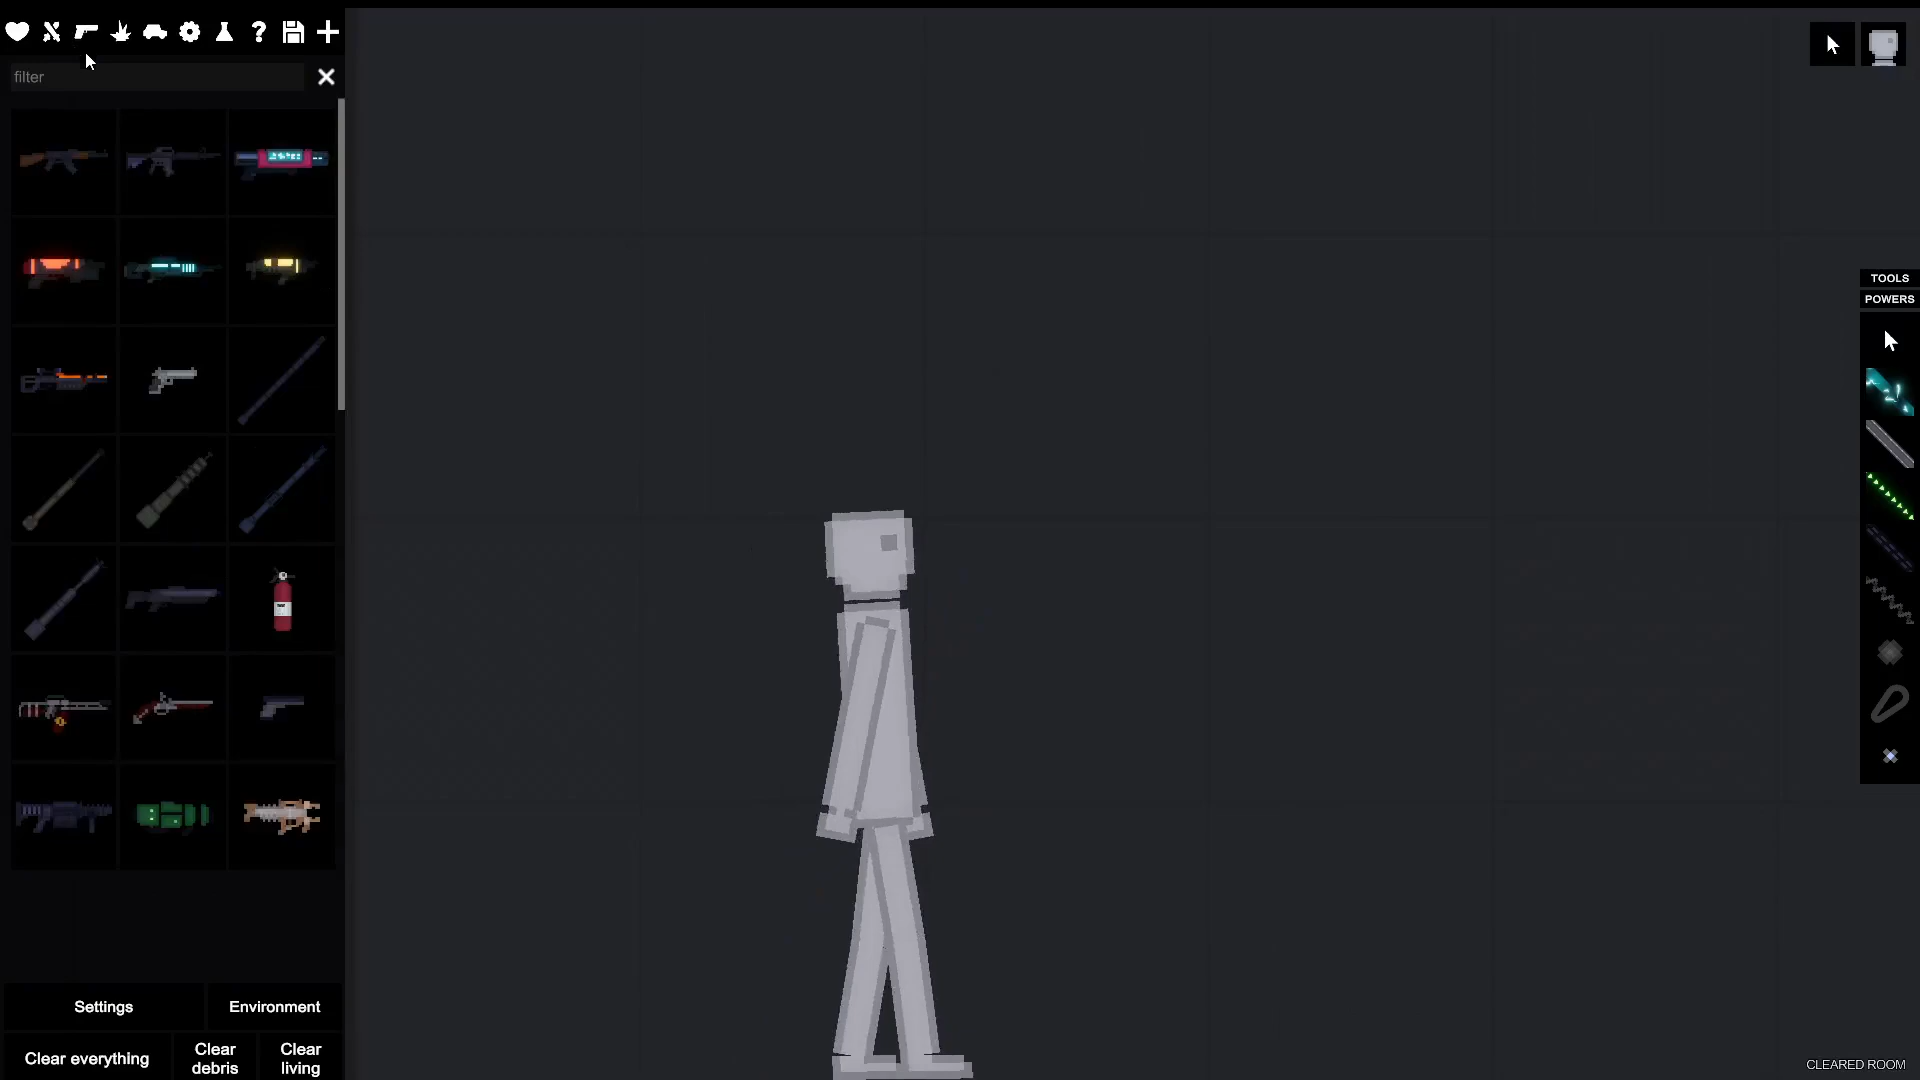 filter
TOOLS
POWERS
Settings
Environment
Clear everything
Clear
debris
Clear
living
CLEARED ROOM